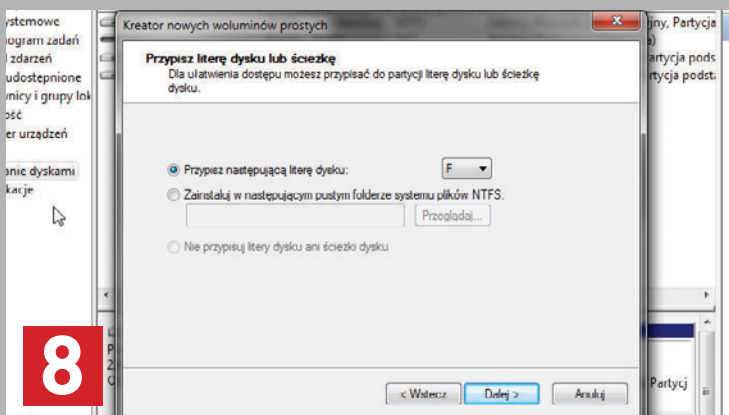 ystemowe
ogram zadań
zdarzeń
udostępnione
wnicy i grupy lok
ość
er urządzeń
anie dyskami
kacje
Kreator nowych woluminów prostych
Przypisz literę dysku lub ścieżkę
Dla ułatwienia dostępu możesz przypisać do partycji literę dysku lub ścieżkę
dysku.
Przypisz następującą literę dysku: F
Zainstaluj w następującym pustym folderze systemu plików NTFS:
Przeglądaj...
Nie przypisuj litery dysku ani ścieżki dysku
< Wstecz Dalej > Anuluj
jny, Partycja
artycja pods
rtycja podsta
Partycj
8